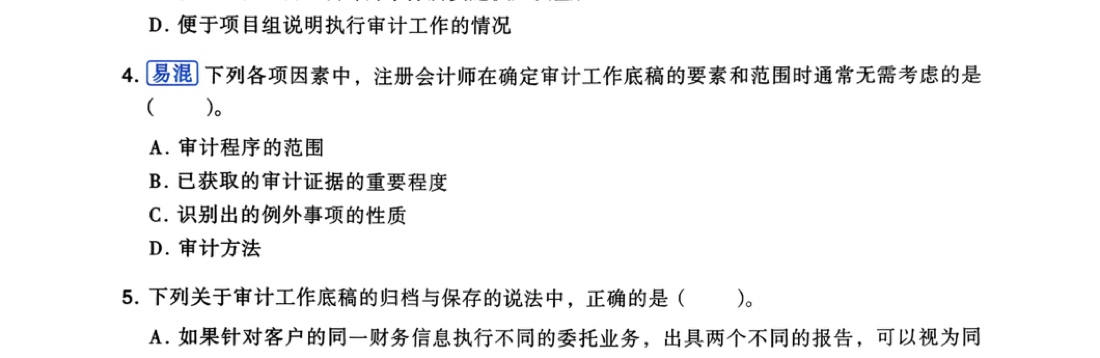 D. 便于项目组说明执行审计工作的情况
4. 易混 下列各项因素中，注册会计师在确定审计工作底稿的要素和范围时通常无需考虑的是
（　　）。
A. 审计程序的范围
B. 已获取的审计证据的重要程度
C. 识别出的例外事项的性质
D. 审计方法
5. 下列关于审计工作底稿的归档与保存的说法中，正确的是（　　）。
A. 如果针对客户的同一财务信息执行不同的委托业务，出具两个不同的报告，可以视为同